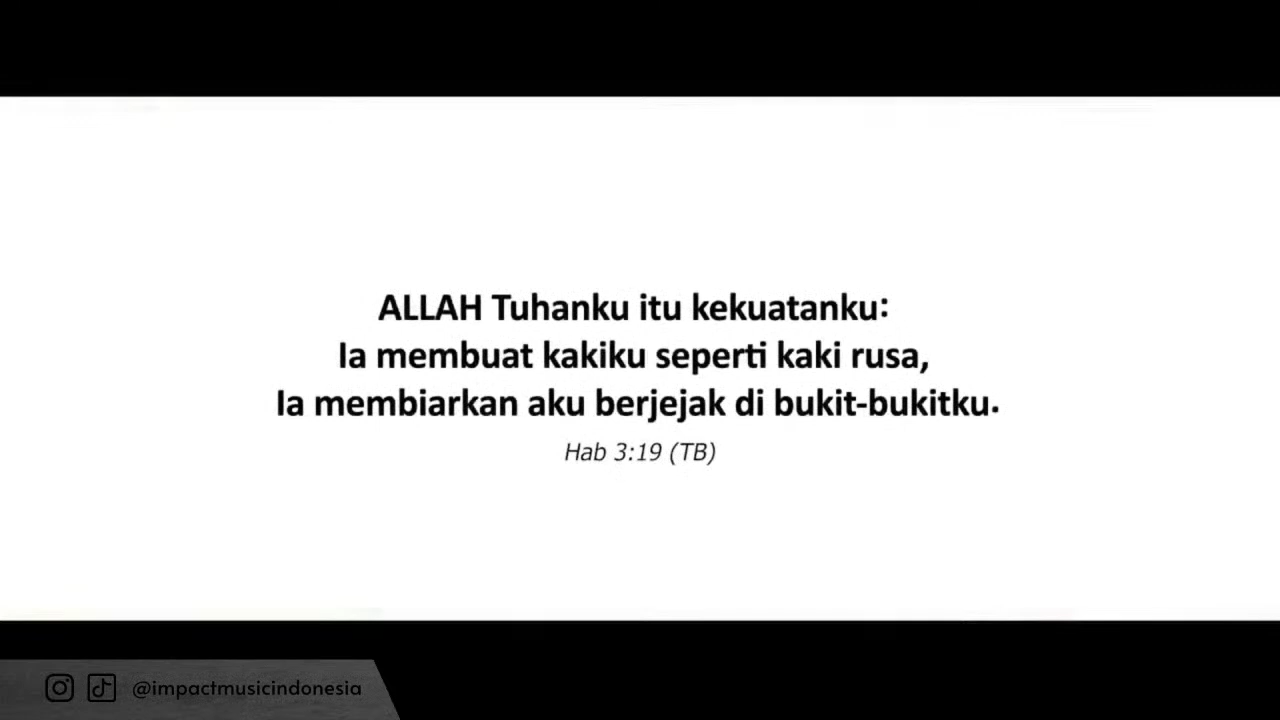 ALLAH Tuhanku itu kekuatanku:
Ia membuat kakiku seperti kaki rusa,
Ia membiarkan aku berjejak di bukit-bukitku.
Hab 3:19 (TB)
@impactmusicindonesia